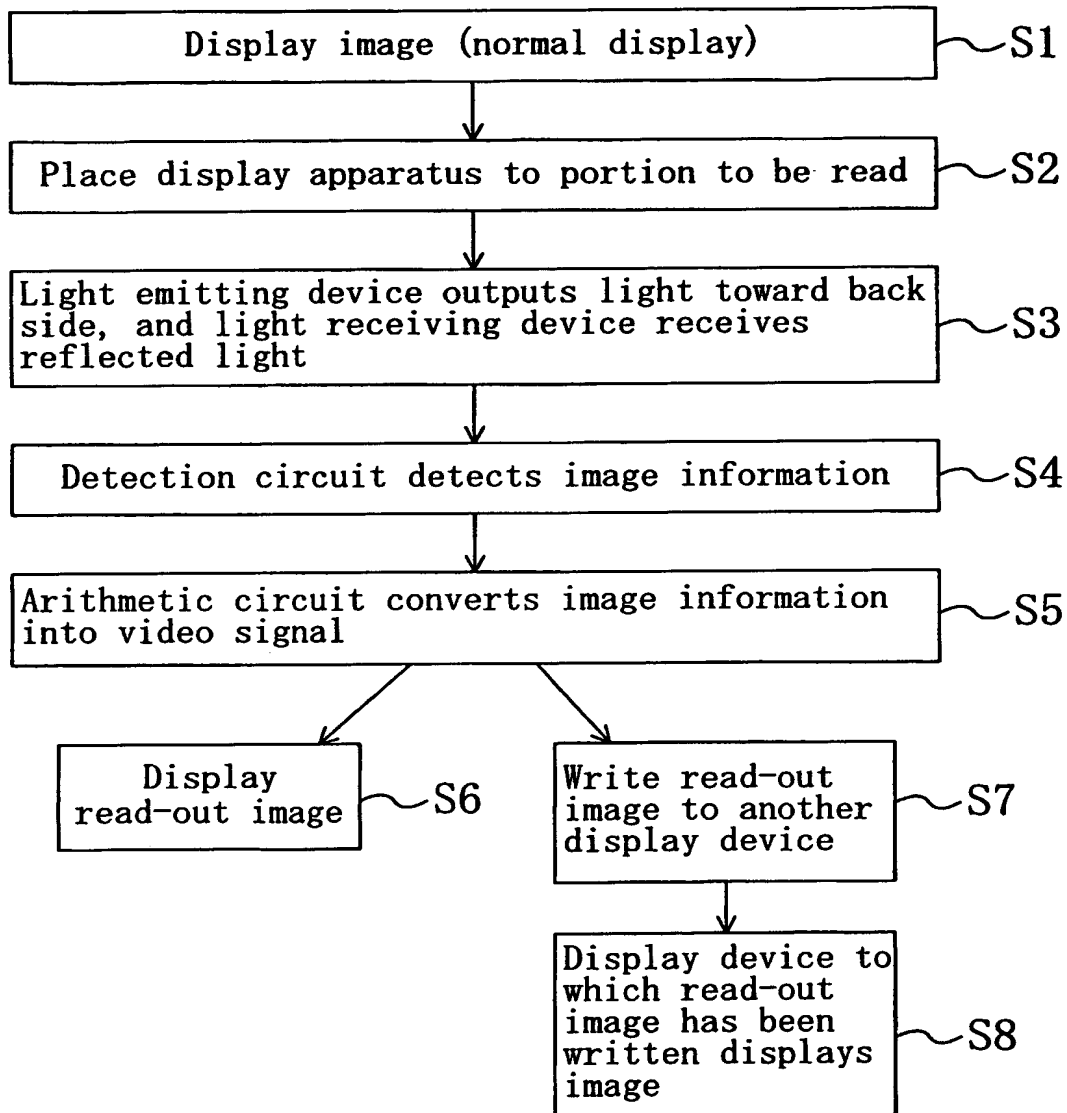 Display image (normal display)
S1
Place display apparatus to portion to be read
S2
Light emitting device outputs light toward back
side, and light receiving device receives
reflected light
S3
Detection circuit detects image information
S4
Arithmetic circuit converts image information
into video signal
S5
Display
read-out image
S6
Write read-out
image to another
display device
S7
Display device to
which read-out
image has been
written displays
image
S8